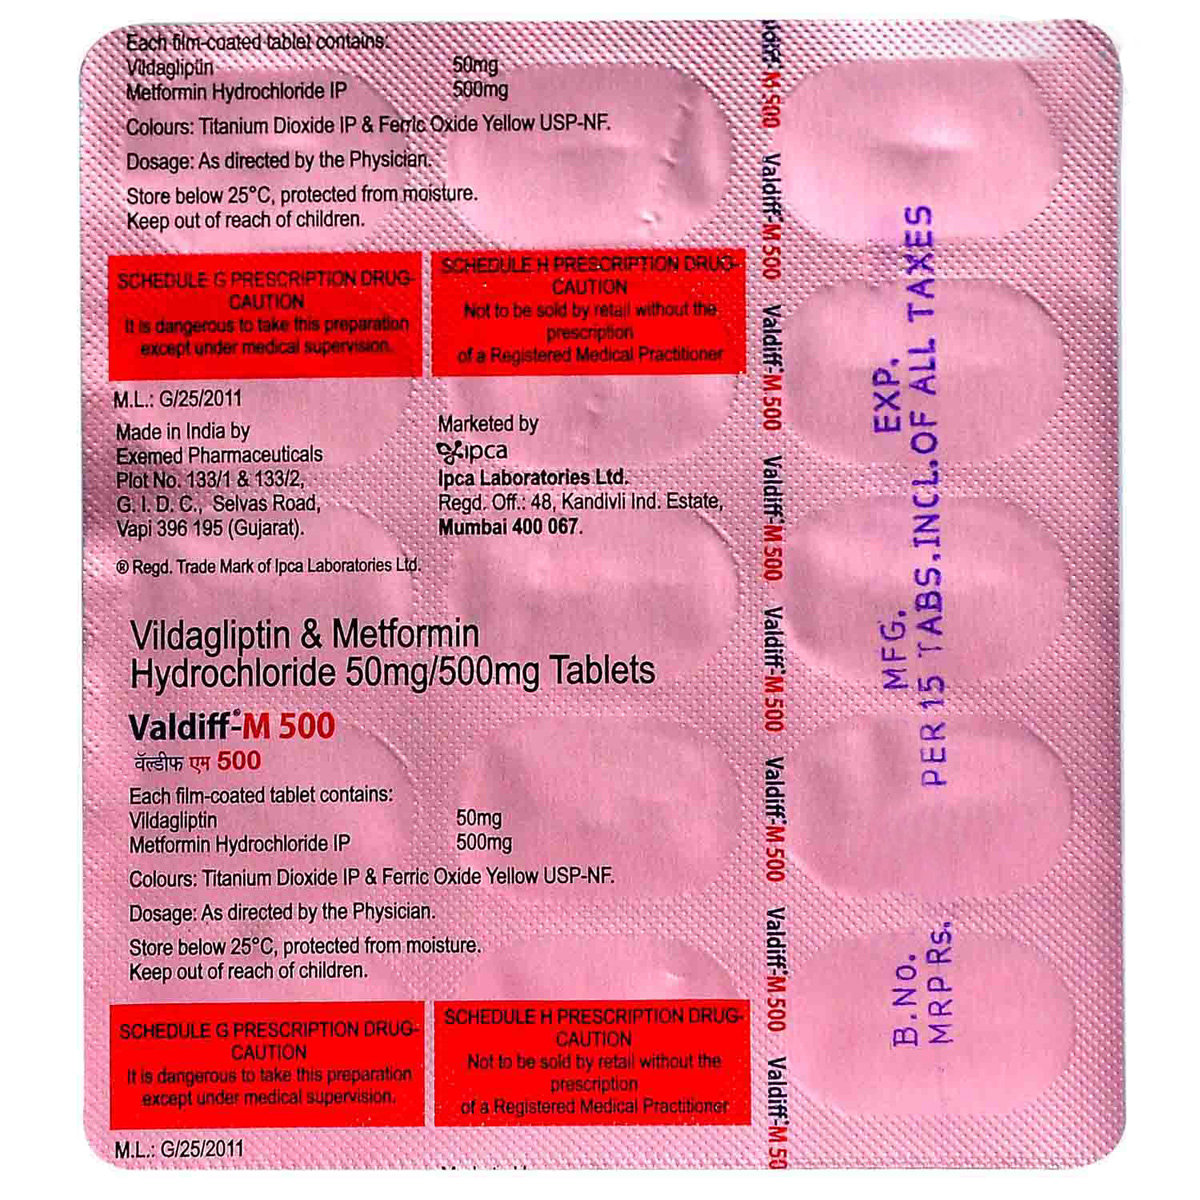 Each film-coated tablet contains:
Vildagliptin 50mg
Metformin Hydrochloride IP 500mg
Colours: Titanium Dioxide IP & Ferric Oxide Yellow USP-NF.
Dosage: As directed by the Physician.
Store below 25°C, protected from moisture.
Keep out of reach of children.
SCHEDULE G PRESCRIPTION DRUG-
CAUTION
It is dangerous to take this preparation
except under medical supervision.
SCHEDULE H PRESCRIPTION DRUG-
CAUTION
Not to be sold by retail without the
prescription
of a Registered Medical Practitioner
M.L.: G/25/2011
Made in India by
Exemed Pharmaceuticals
Plot No. 133/1 & 133/2,
G. I. D. C., Selvas Road,
Vapi 396 195 (Gujarat).
Marketed by
ipca
Ipca Laboratories Ltd.
Regd. Off.: 48, Kandivli Ind. Estate,
Mumbai 400 067.
® Regd. Trade Mark of Ipca Laboratories Ltd.
Vildagliptin & Metformin
Hydrochloride 50mg/500mg Tablets
Valdiff®-M 500
वॅल्डीफ एम 500
Each film-coated tablet contains:
Vildagliptin 50mg
Metformin Hydrochloride IP 500mg
Colours: Titanium Dioxide IP & Ferric Oxide Yellow USP-NF.
Dosage: As directed by the Physician.
Store below 25°C, protected from moisture.
Keep out of reach of children.
SCHEDULE G PRESCRIPTION DRUG-
CAUTION
It is dangerous to take this preparation
except under medical supervision.
SCHEDULE H PRESCRIPTION DRUG-
CAUTION
Not to be sold by retail without the
prescription
of a Registered Medical Practitioner
M.L.: G/25/2011
diff®-M 500 Valdiff®-M 500 Valdiff®-M 500 Valdiff®-M 500 Valdiff®-M 500 Valdiff®-M 500 Valdiff®-M 500 Valdiff®-M 50
B.No. MFG. EXP.
MRP Rs. PER 15 TABS.INCL.OF ALL TAXES